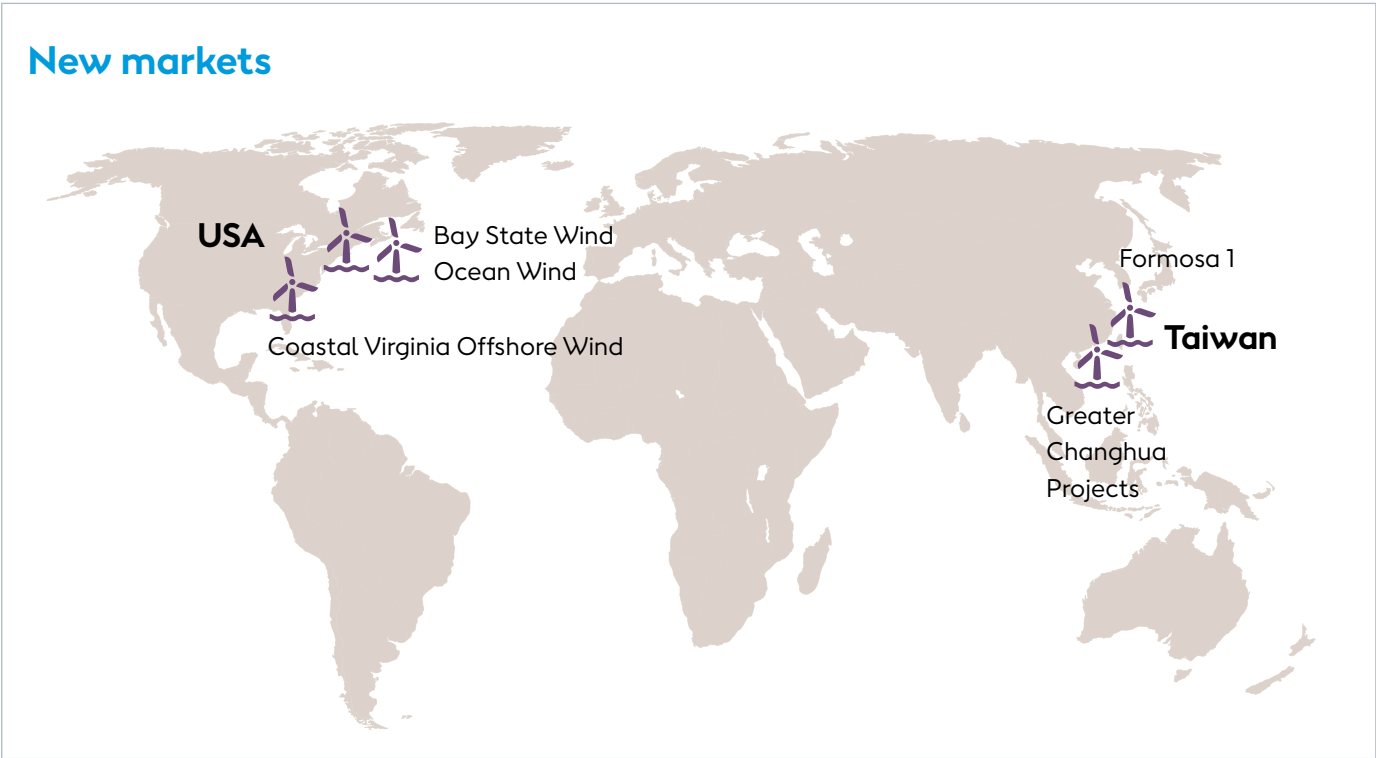 New markets
USA
Bay State Wind
Ocean Wind
Coastal Virginia Offshore Wind
Formosa 1
Taiwan
Greater
Changhua
Projects